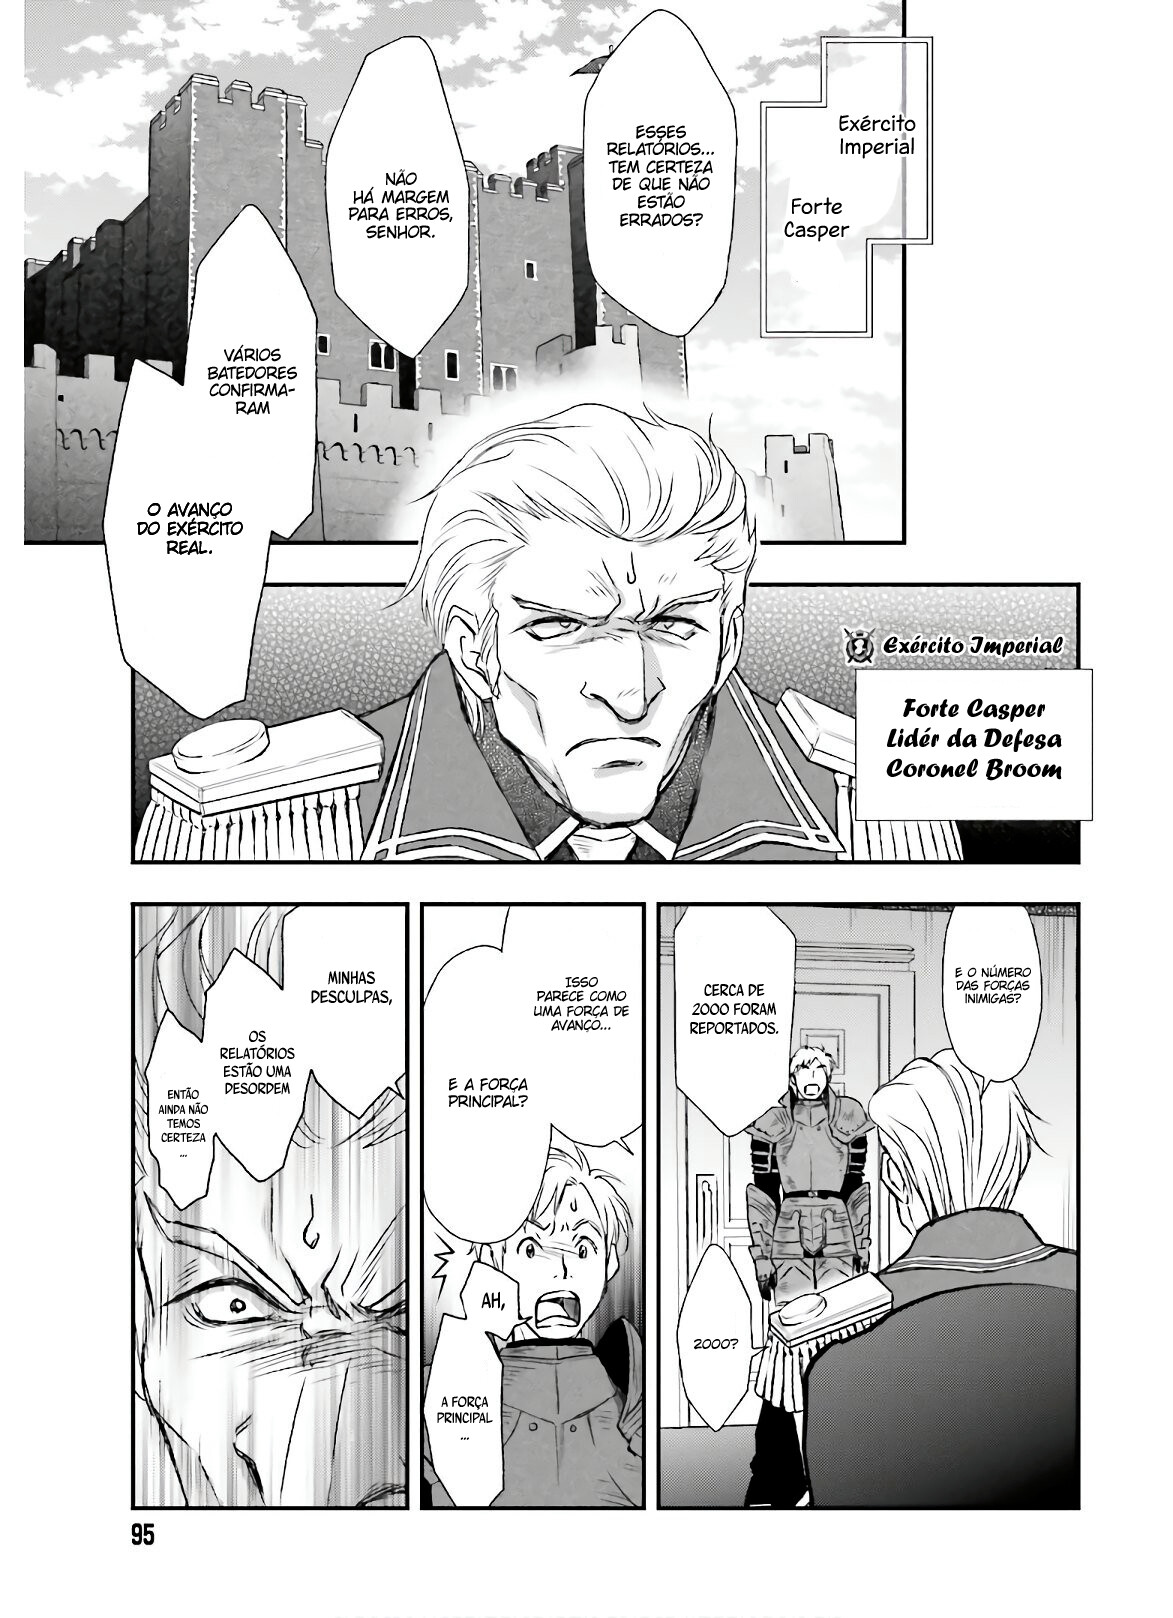 Exército
Imperial
Forte
Casper
ESSES
RELATÓRIOS...
TEM CERTEZA
DE QUE NÃO
ESTÃO
ERRADOS?
NÃO
HÁ MARGEM
PARA ERROS,
SENHOR.
VÁRIOS
BATEDORES
CONFIRMA-
RAM
O AVANÇO
DO EXÉRCITO
REAL.
Exército Imperial
Forte Casper
Lidér da Defesa
Coronel Broom
E O NÚMERO
DAS FORÇAS
INIMIGAS?
CERCA DE
2000 FORAM
REPORTADOS.
2000?
ISSO
PARECE COMO
UMA FORÇA DE
AVANÇO...
E A FORÇA
PRINCIPAL?
AH,
A FORÇA
PRINCIPAL
...
MINHAS
DESCULPAS,
OS
RELATÓRIOS
ESTÃO UMA
DESORDEM
ENTÃO
AINDA NÃO
TEMOS
CERTEZA
...
95